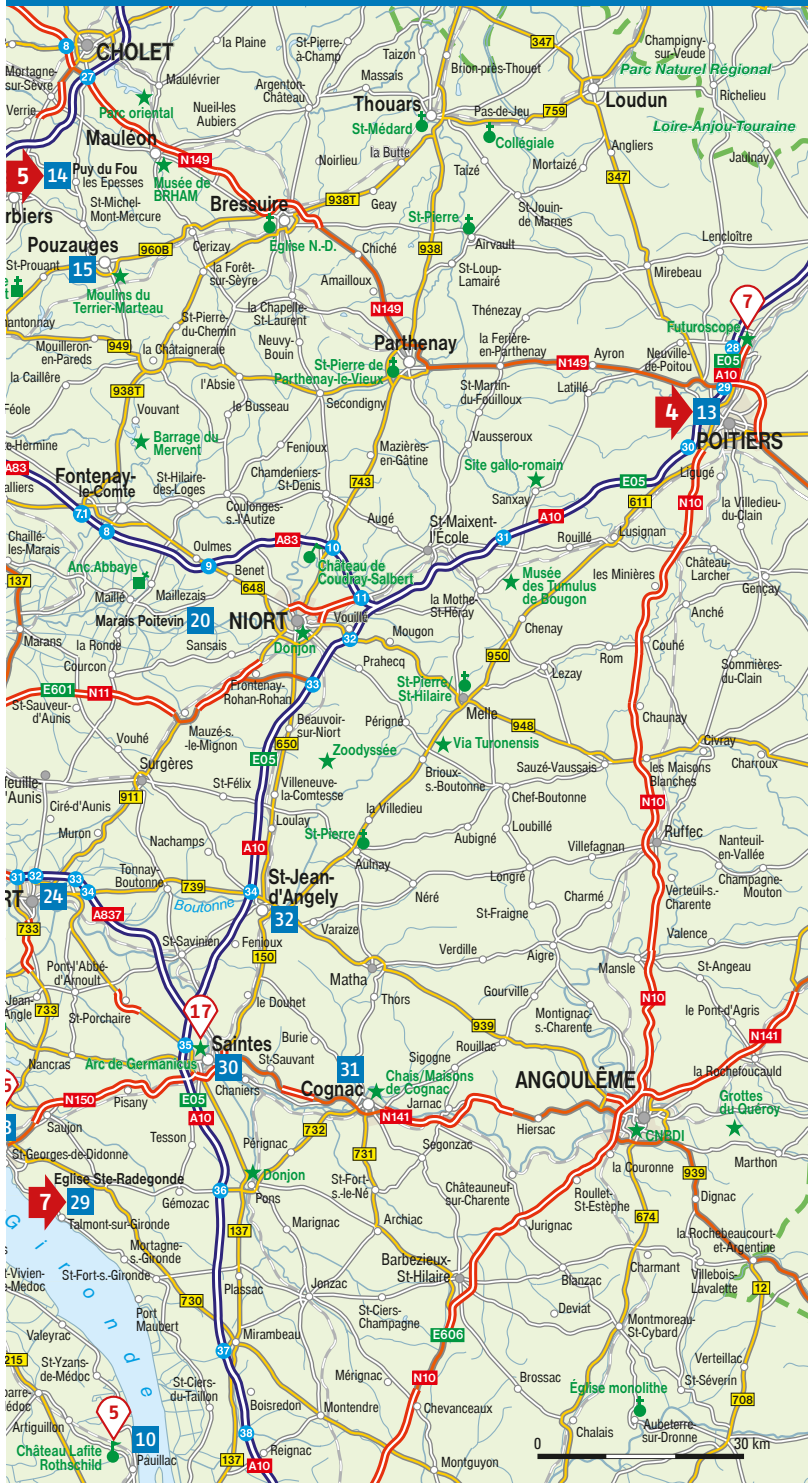 8
CHOLET
la Plaine
St-Pierre-
à-Champ
Taizon
347
Champigny-
sur-Veude
Mortagne-
sur-Sèvre
27
Maulévrier
Argenton-
Château
Massais
Brion-près-Thouet
Parc Naturel Régional
Verrie
Parc oriental
Nueil-les
Aubiers
Thouars
Pas-de-Jeu
759
Loudun
Richelieu
Mauléon
St-Médard
Collégiale
Loire-Anjou-Touraine
N149
Noirlieu
la Butte
Angliers
5
14
Puy du Fou
les Epesses
Musée de
BRHAM
Taizé
Mortaizé
347
Jaulnay
rbiers
St-Michel-
Mont-Mercure
Bressuire
938T
Geay
St-Pierre
St-Jouin
de Marnes
Pouzauges
960B
Cerizay
Eglise N.-D.
Chiché
938
Airvault
Lencloître
St-Prouant
15
Moulins du
Terrier-Marteau
la Forêt-
sur-Sèyre
Amailloux
St-Loup-
Lamairé
Mirebeau
7
hantonnay
St-Pierre-
du-Chemin
la Chapelle-
St-Laurent
N149
Thénezay
Futuroscope
Mouilleron-
en-Pareds
949
la Châtaigneraie
Neuvy-
Bouin
Parthenay
la Ferière-
en-Parthenay
N149
Ayron
Neuville-
de-Poitou
28
E05
A10
29
la Caillère
938T
l'Absie
St-Pierre de
Parthenay-le-Vieux
Secondigny
St-Martin-
du-Fouilloux
Latillé
Féole
Vouvant
le Busseau
4
13
POITIERS
te-Hermine
Barrage du
Mervent
Fenioux
Mazières-
en-Gâtine
Vausseroux
30
A83
Fontenay-
le-Comte
St-Hilaire-
des-Loges
Chamdeniers-
St-Denis
743
Site gallo-romain
Sanxay
E05
Ligugé
alliers
7.1
8
Coulonges-
s.-l'Autize
Augé
St-Maixent-
l'École
A10
611
N10
la Villedieu-
du-Clain
Chaillé-
les-Marais
Oulmes
A83
10
31
Rouillé
Lusignan
137
Anc. Abbaye
9
Benet
Château de
Coudray-Salbert
Musée
des Tumulus
de Bougon
les Minières
Château-
Larcher
Gençay
Maillé
Maillezais
648
11
la Mothe-
St-Héray
Anché
Marais Poitevin
20
NIORT
Vouillé
32
Mougon
Chenay
Marans
la Ronde
Sansais
Donjon
950
Rom
Couhé
Courcon
Prahecq
Lezay
Sommières-
du-Clain
E601
N11
Frontenay-
Rohan-Rohan
33
St-Pierre/
St-Hilaire
St-Sauveur-
d'Aunis
Mauzé-s.
-le-Mignon
Beauvoir-
sur-Niort
Périgné
Melle
948
Chaunay
Vouhé
650
Zoodyssée
Via Turonensis
Civray
Surgères
E05
Brioux-
s.-Boutonne
Sauzé-Vaussais
les Maisons
Blanches
Charroux
feuille-
'Aunis
911
St-Félix
Villeneuve-
la-Comtesse
la Villedieu
Chef-Boutonne
N10
Ciré-d'Aunis
Loulay
Loubillé
Muron
Nachamps
St-Pierre
Aubigné
Villefagnan
Ruffec
A10
Aulnay
Nanteuil-
en-Vallée
31
32
33
34
Tonnay-
Boutonne
739
St-Jean-
d'Angely
34
Longré
Champagne-
Mouton
RT
24
A837
Boutonne
32
Néré
Charmé
Verteuil-s.-
Charente
733
St-Savinien
Fenioux
Varaize
St-Fraigne
150
Verdille
Aigre
Valence
Pont-l'Abbé-
d'Arnoult
Matha
Mansle
St-Angeau
Jean-
Angle
733
St-Porchaire
17
le Douhet
Thors
Gourville
N10
35
Saintes
Burie
939
Montignac-
s.-Charente
le Pont-d'Agris
Nancras
Arc de Germanicus
30
St-Sauvant
Sigogne
Rouillac
N141
5
Chaniers
31
Cognac
Chais/Maisons
de Cognac
ANGOULÊME
la Rochefoucauld
N150
Pisany
E05
A10
Jarnac
Grottes
du Quéroy
3
Saujon
732
N141
Hiersac
CNBDI
St-Georges-de-Didonne
Tesson
Pérignac
731
Segonzac
la Couronne
939
Marthon
Eglise Ste-Radegonde
36
Donjon
Pons
St-Fort-
s.-le-Né
Châteauneuf-
sur-Charente
Roullet-
St-Estèphe
Dignac
7
29
Talmont-sur-Gironde
Gémozac
137
Marignac
Archiac
Jurignac
674
la Rochebeaucourt-
et-Argentine
Gironde
Mortagne-
s.-Gironde
Barbezieux-
St-Hilaire
Charmant
Villebois-
Lavalette
t-Vivien-
e-Médoc
St-Fort-s.-Gironde
Plassac
Jonzac
Blanzac
12
730
St-Ciers-
Champagne
Deviat
Port
Maubert
Mirambeau
E606
Montmoreau-
St-Cybard
Valeyrac
37
Verteillac
215
St-Yzans-
de-Médoc
St-Ciers-
du-Taillon
Mérignac
N10
Brossac
Église monolithe
St-Séverin
708
parre-
édoc
5
Boisredon
Montendre
Chevanceaux
Artiguillon
38
Chalais
Aubeterre-
sur-Dronne
Château Lafite
Rothschild
10
Pauillac
137
A10
Reignac
Montguyon
0
30 km